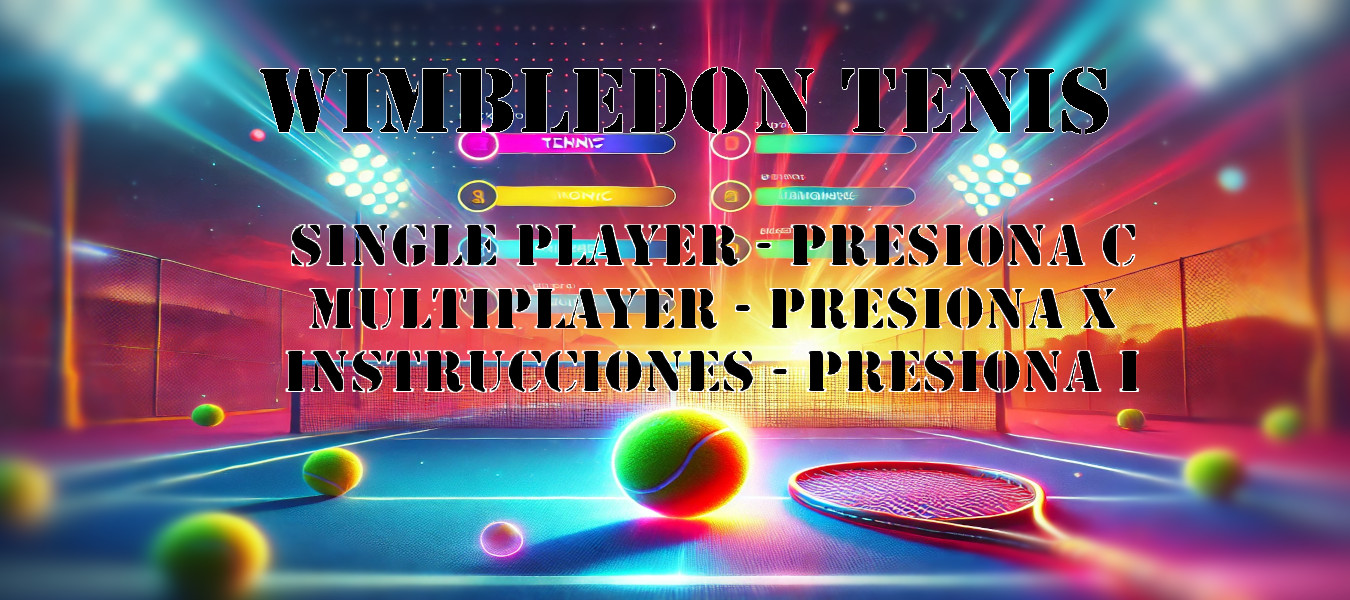 WIMBLEDON TENIS
TENNIS
SINGLE PLAYER - PRESIONA C
MULTIPLAYER - PRESIONA X
INSTRUCCIONES - PRESIONA I